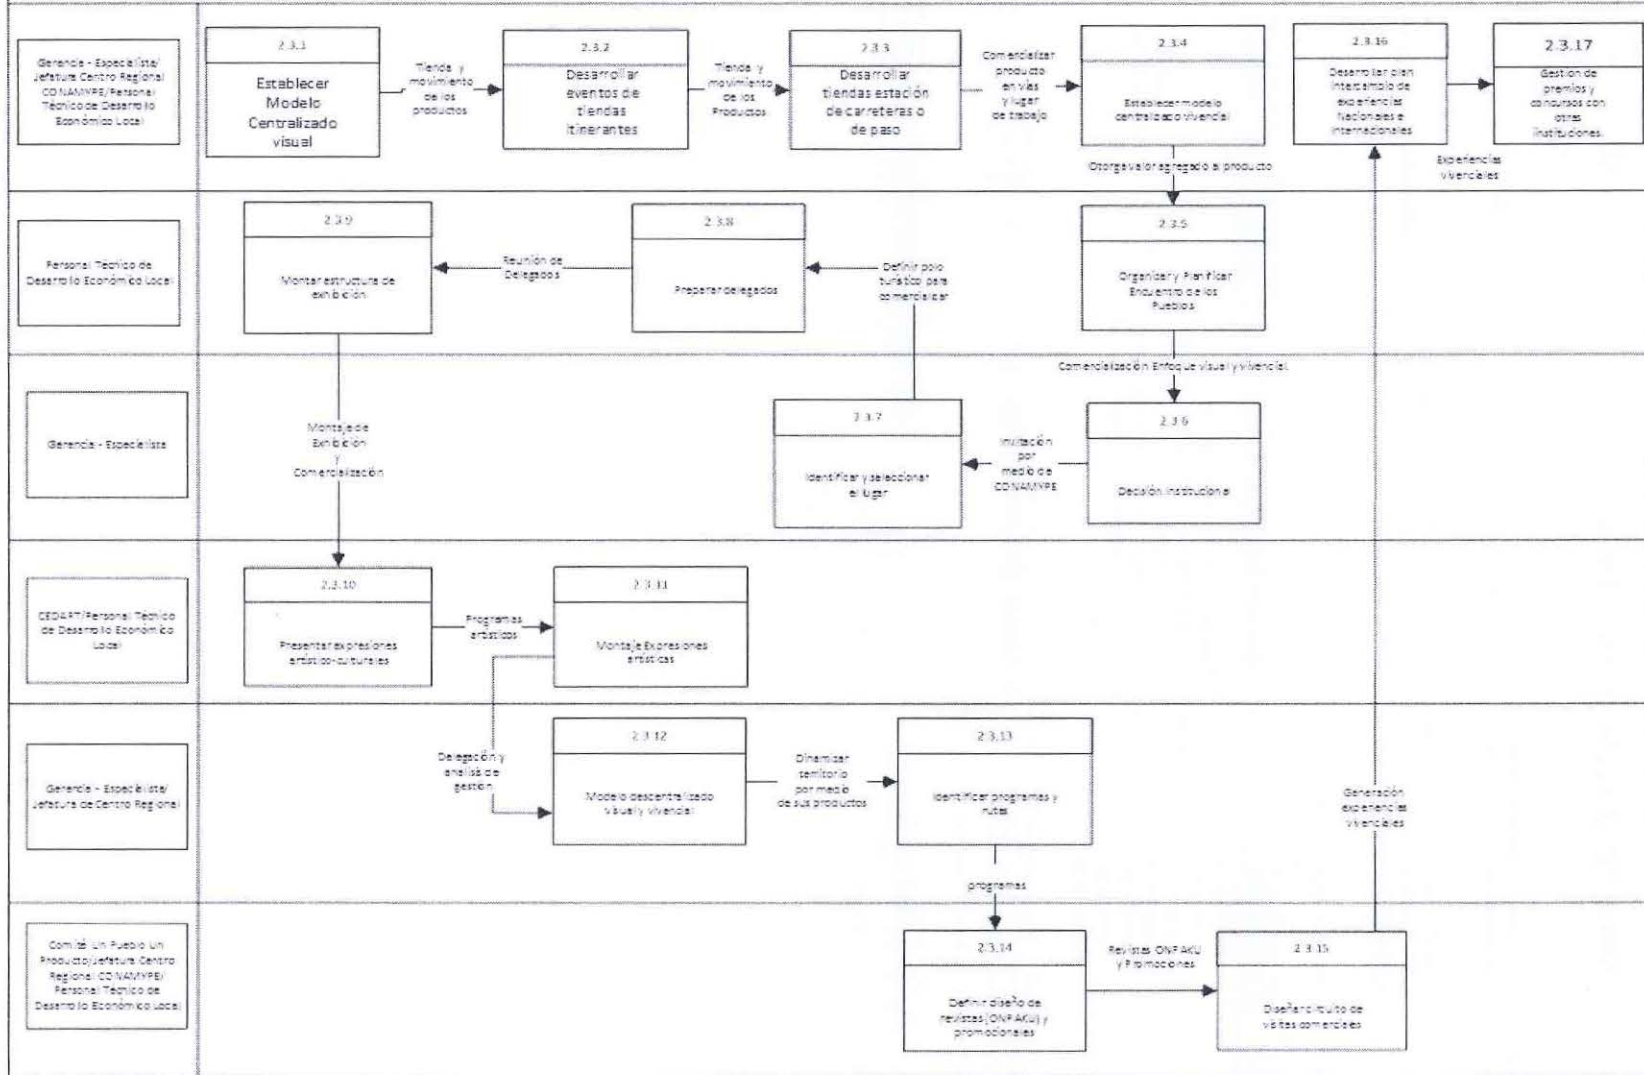 Gerencia - Especialista/
Jefatura Centro Regional
CONAMYPE/Personal
Técnico de Desarrollo
Económico Local
2.3.1
Establecer
Modelo
Centralizado
visual
Tienda y
movimiento
de los
productos
2.3.2
Desarrollar
eventos de
tiendas
itinerantes
Tienda y
movimiento
de los
Productos
2.3.3
Desarrollar
tiendas estación
de carreteras o
de paso
Comercializar
producto
en vías
y lugar
de trabajo
2.3.4
Establecer modelo
centralizado vivencial
2.3.16
Desarrollar plan
Intercambio de
experiencias
Nacionales e
Internacionales
2.3.17
Gestion de
premios y
concursos con
otras
instituciones.
Otorga valor agregado al producto
Experiencias
vivenciales
Personal Técnico de
Desarrollo Económico Local
2.3.9
Montar estructura de
exhibición
Reunión de
Delegados
2.3.8
Preparar delegados
Definir polo
turístico para
comercializar
2.3.5
Organizar y Planificar
Encuentro de los
Pueblos
Comercialización Enfoque visual y vivencial
Gerencia - Especialista
Montaje de
Exhibición
y
Comercialización
2.3.7
Identificar y seleccionar
el lugar
Invitación
por
medio de
CONAMYPE
2.3.6
Decisión Institucional
CEDART/Personal Técnico
de Desarrollo Económico
Local
2.3.10
Presentar expresiones
artístico-culturales
Programas
artísticos
2.3.11
Montaje Expresiones
artísticas
Gerencia - Especialista/
Jefatura de Centro Regional
Delegación y
analisis de
gestión
2.3.12
Modelo descentralizado
visual y vivencial
Dinamizar
territorio
por medio
de sus productos
2.3.13
Identificar programas y
rutas
Generación
experiencias
vivenciales
programas
Comité Un Pueblo Un
Producto/Jefatura Centro
Regional CONAMYPE/
Personal Técnico de
Desarrollo Económico Local
2.3.14
Definir diseño de
revistas (ONPAKU) y
promocionales
Revistas ONPAKU
y Promociones
2.3.15
Diseñar circuito de
visitas comerciales